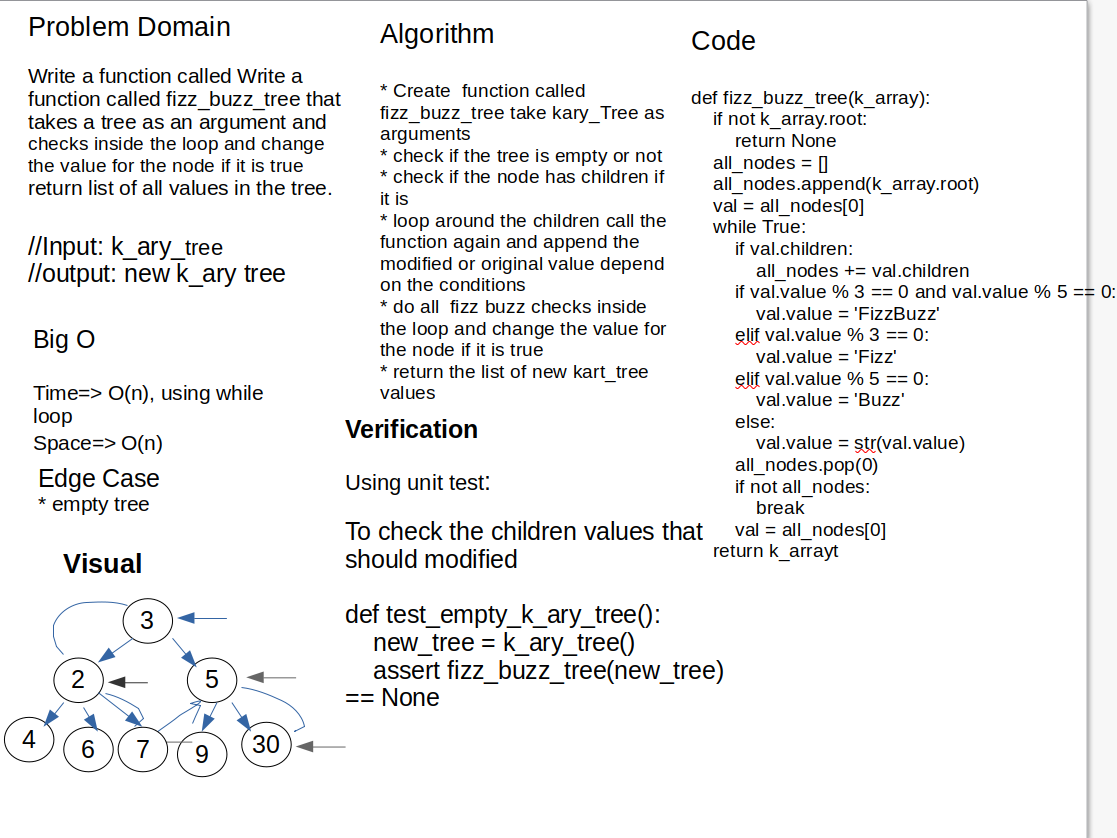 Problem Domain
Write a function called Write a
function called fizz_buzz_tree that
takes a tree as an argument and
checks inside the loop and change
the value for the node if it is true
return list of all values in the tree.
//Input: k_ary_tree
//output: new k_ary tree
Big O
Time=> O(n), using while
loop
Space=> O(n)
Edge Case
* empty tree
Visual
3
2
5
4
6
7
9
30
Algorithm
* Create  function called
fizz_buzz_tree take kary_Tree as
arguments
* check if the tree is empty or not
* check if the node has children if
it is
* loop around the children call the
function again and append the
modified or original value depend
on the conditions
* do all  fizz buzz checks inside
the loop and change the value for
the node if it is true
* return the list of new kart_tree
values
Verification
Using unit test:
To check the children values that
should modified
def test_empty_k_ary_tree():
    new_tree = k_ary_tree()
    assert fizz_buzz_tree(new_tree)
== None
Code
def fizz_buzz_tree(k_array):
    if not k_array.root:
        return None
    all_nodes = []
    all_nodes.append(k_array.root)
    val = all_nodes[0]
    while True:
        if val.children:
            all_nodes += val.children
        if val.value % 3 == 0 and val.value % 5 == 0:
            val.value = 'FizzBuzz'
        elif val.value % 3 == 0:
            val.value = 'Fizz'
        elif val.value % 5 == 0:
            val.value = 'Buzz'
        else:
            val.value = str(val.value)
        all_nodes.pop(0)
        if not all_nodes:
            break
        val = all_nodes[0]
    return k_arrayt